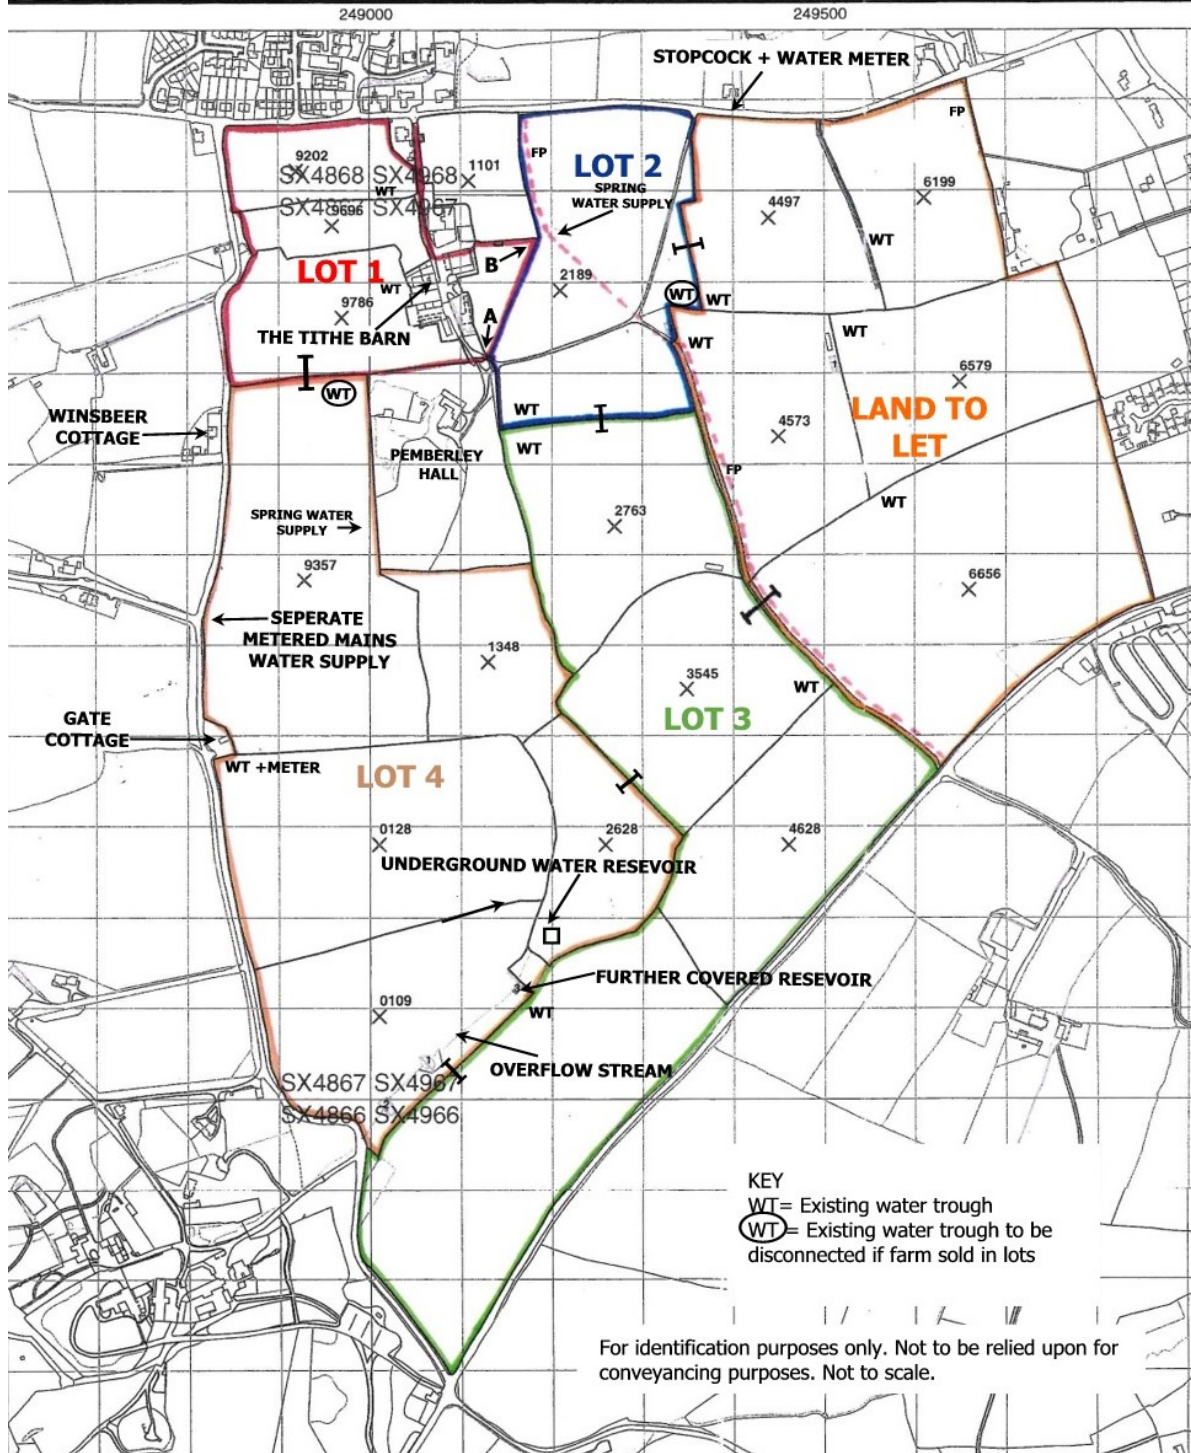 249000
249500
STOPCOCK + WATER METER
FP
FP
LOT 2
9202
SX4868 SX4968
1101
WT
SPRING
WATER SUPPLY
6199
4497
SX4867 SX4967
9696
WT
B
LOT 1
WT
2189
WT
WT
9786
A
THE TITHE BARN
WT
WT
6579
WT
WINSBEER
COTTAGE
WT
LAND TO
LET
4573
WT
PEMBERLEY
HALL
FP
WT
SPRING WATER
SUPPLY
2763
9357
6656
SEPERATE
METERED MAINS
WATER SUPPLY
1348
3545
WT
GATE
COTTAGE
LOT 3
WT +METER
LOT 4
0128
2628
4628
UNDERGROUND WATER RESEVOIR
FURTHER COVERED RESEVOIR
0109
WT
OVERFLOW STREAM
SX4867 SX4967
SX4866 SX4966
KEY
WT= Existing water trough
WT= Existing water trough to be
disconnected if farm sold in lots
For identification purposes only. Not to be relied upon for
conveyancing purposes. Not to scale.